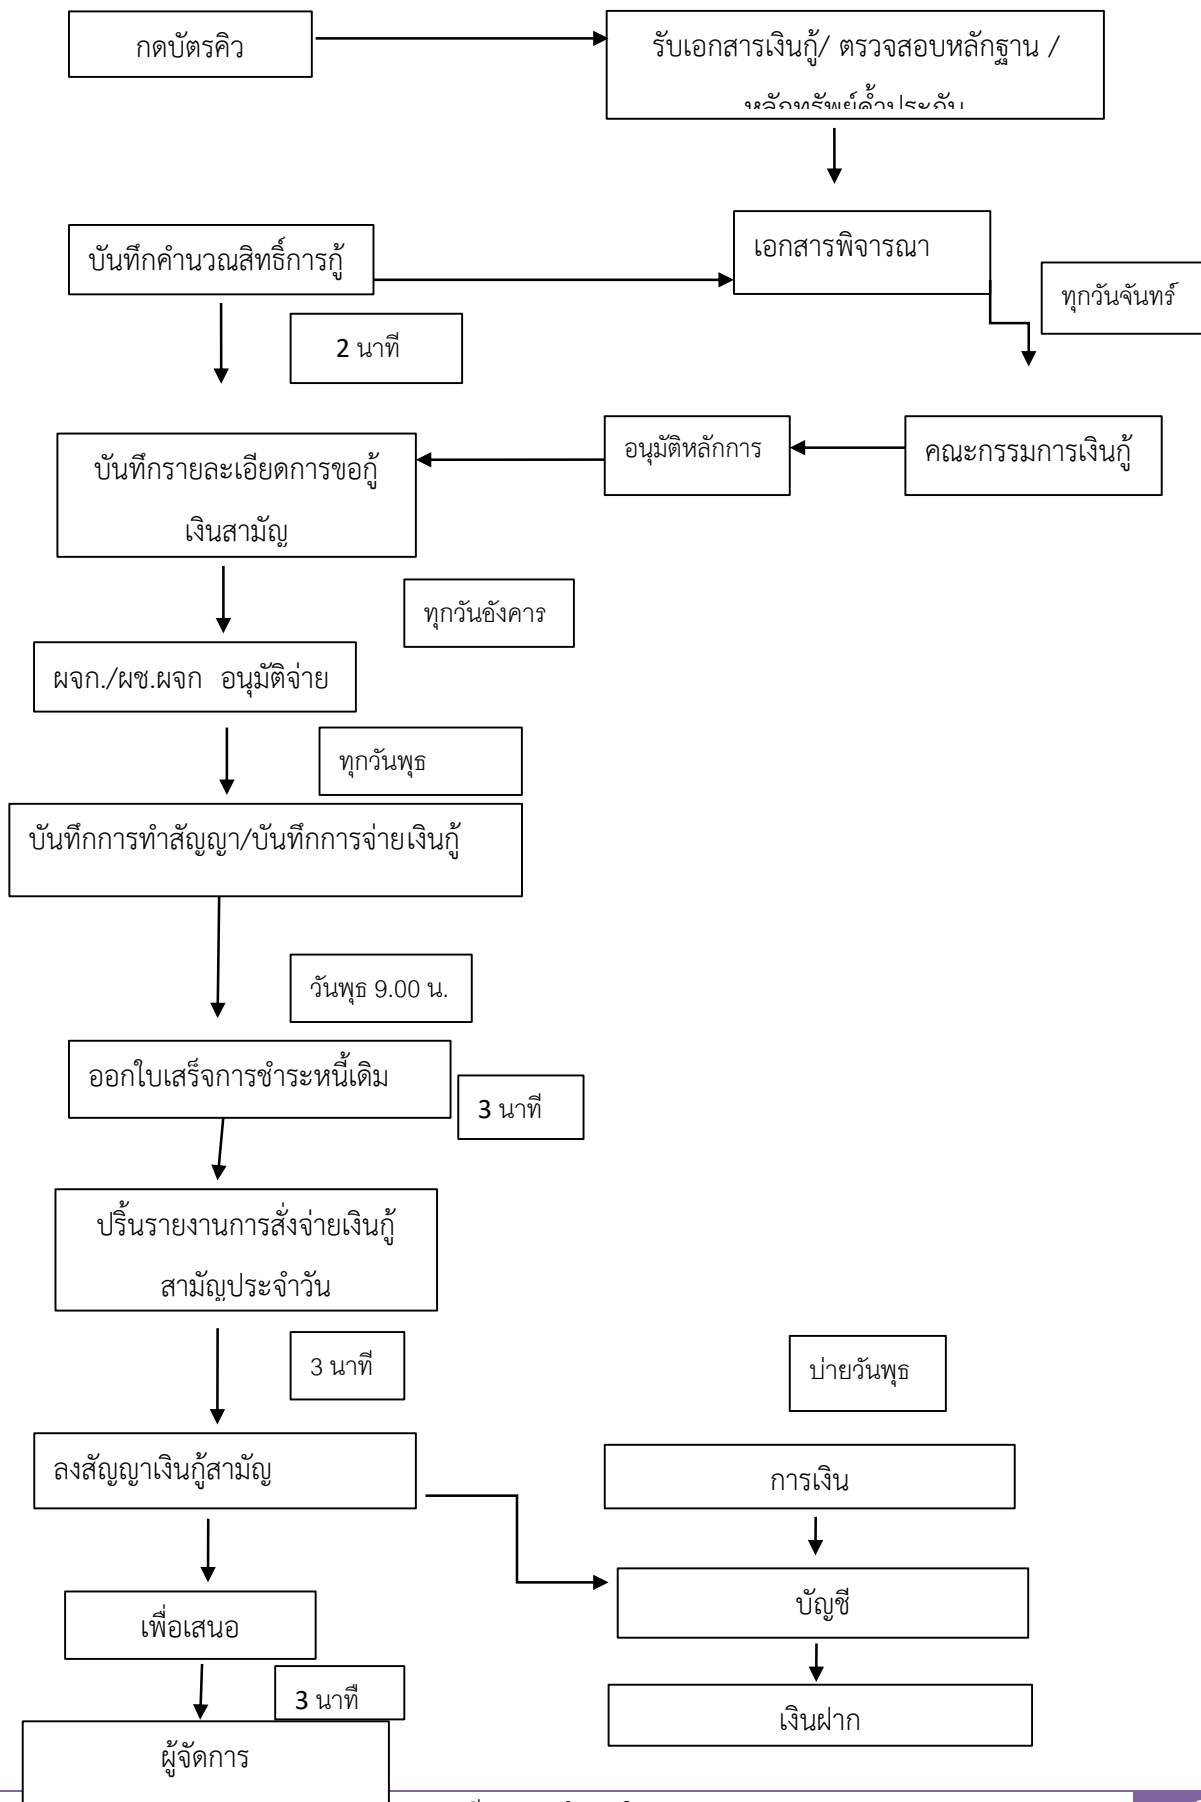 กดบัตรคิว
รับเอกสารเงินกู้/ ตรวจสอบหลักฐาน /
หลักทรัพย์ค้ำประกัน
บันทึกคำนวณสิทธิ์การกู้
เอกสารพิจารณา
ทุกวันจันทร์
2 นาที
บันทึกรายละเอียดการขอกู้
เงินสามัญ
อนุมัติหลักการ
คณะกรรมการเงินกู้
ทุกวันอังคาร
ผจก./ผช.ผจก อนุมัติจ่าย
ทุกวันพุธ
บันทึกการทำสัญญา/บันทึกการจ่ายเงินกู้
วันพุธ 9.00 น.
ออกใบเสร็จการชำระหนี้เดิม
3 นาที
ปริ้นรายงานการสั่งจ่ายเงินกู้
สามัญประจำวัน
3 นาที
บ่ายวันพุธ
ลงสัญญาเงินกู้สามัญ
การเงิน
บัญชี
เพื่อเสนอ
3 นาที
เงินฝาก
ผู้จัดการ